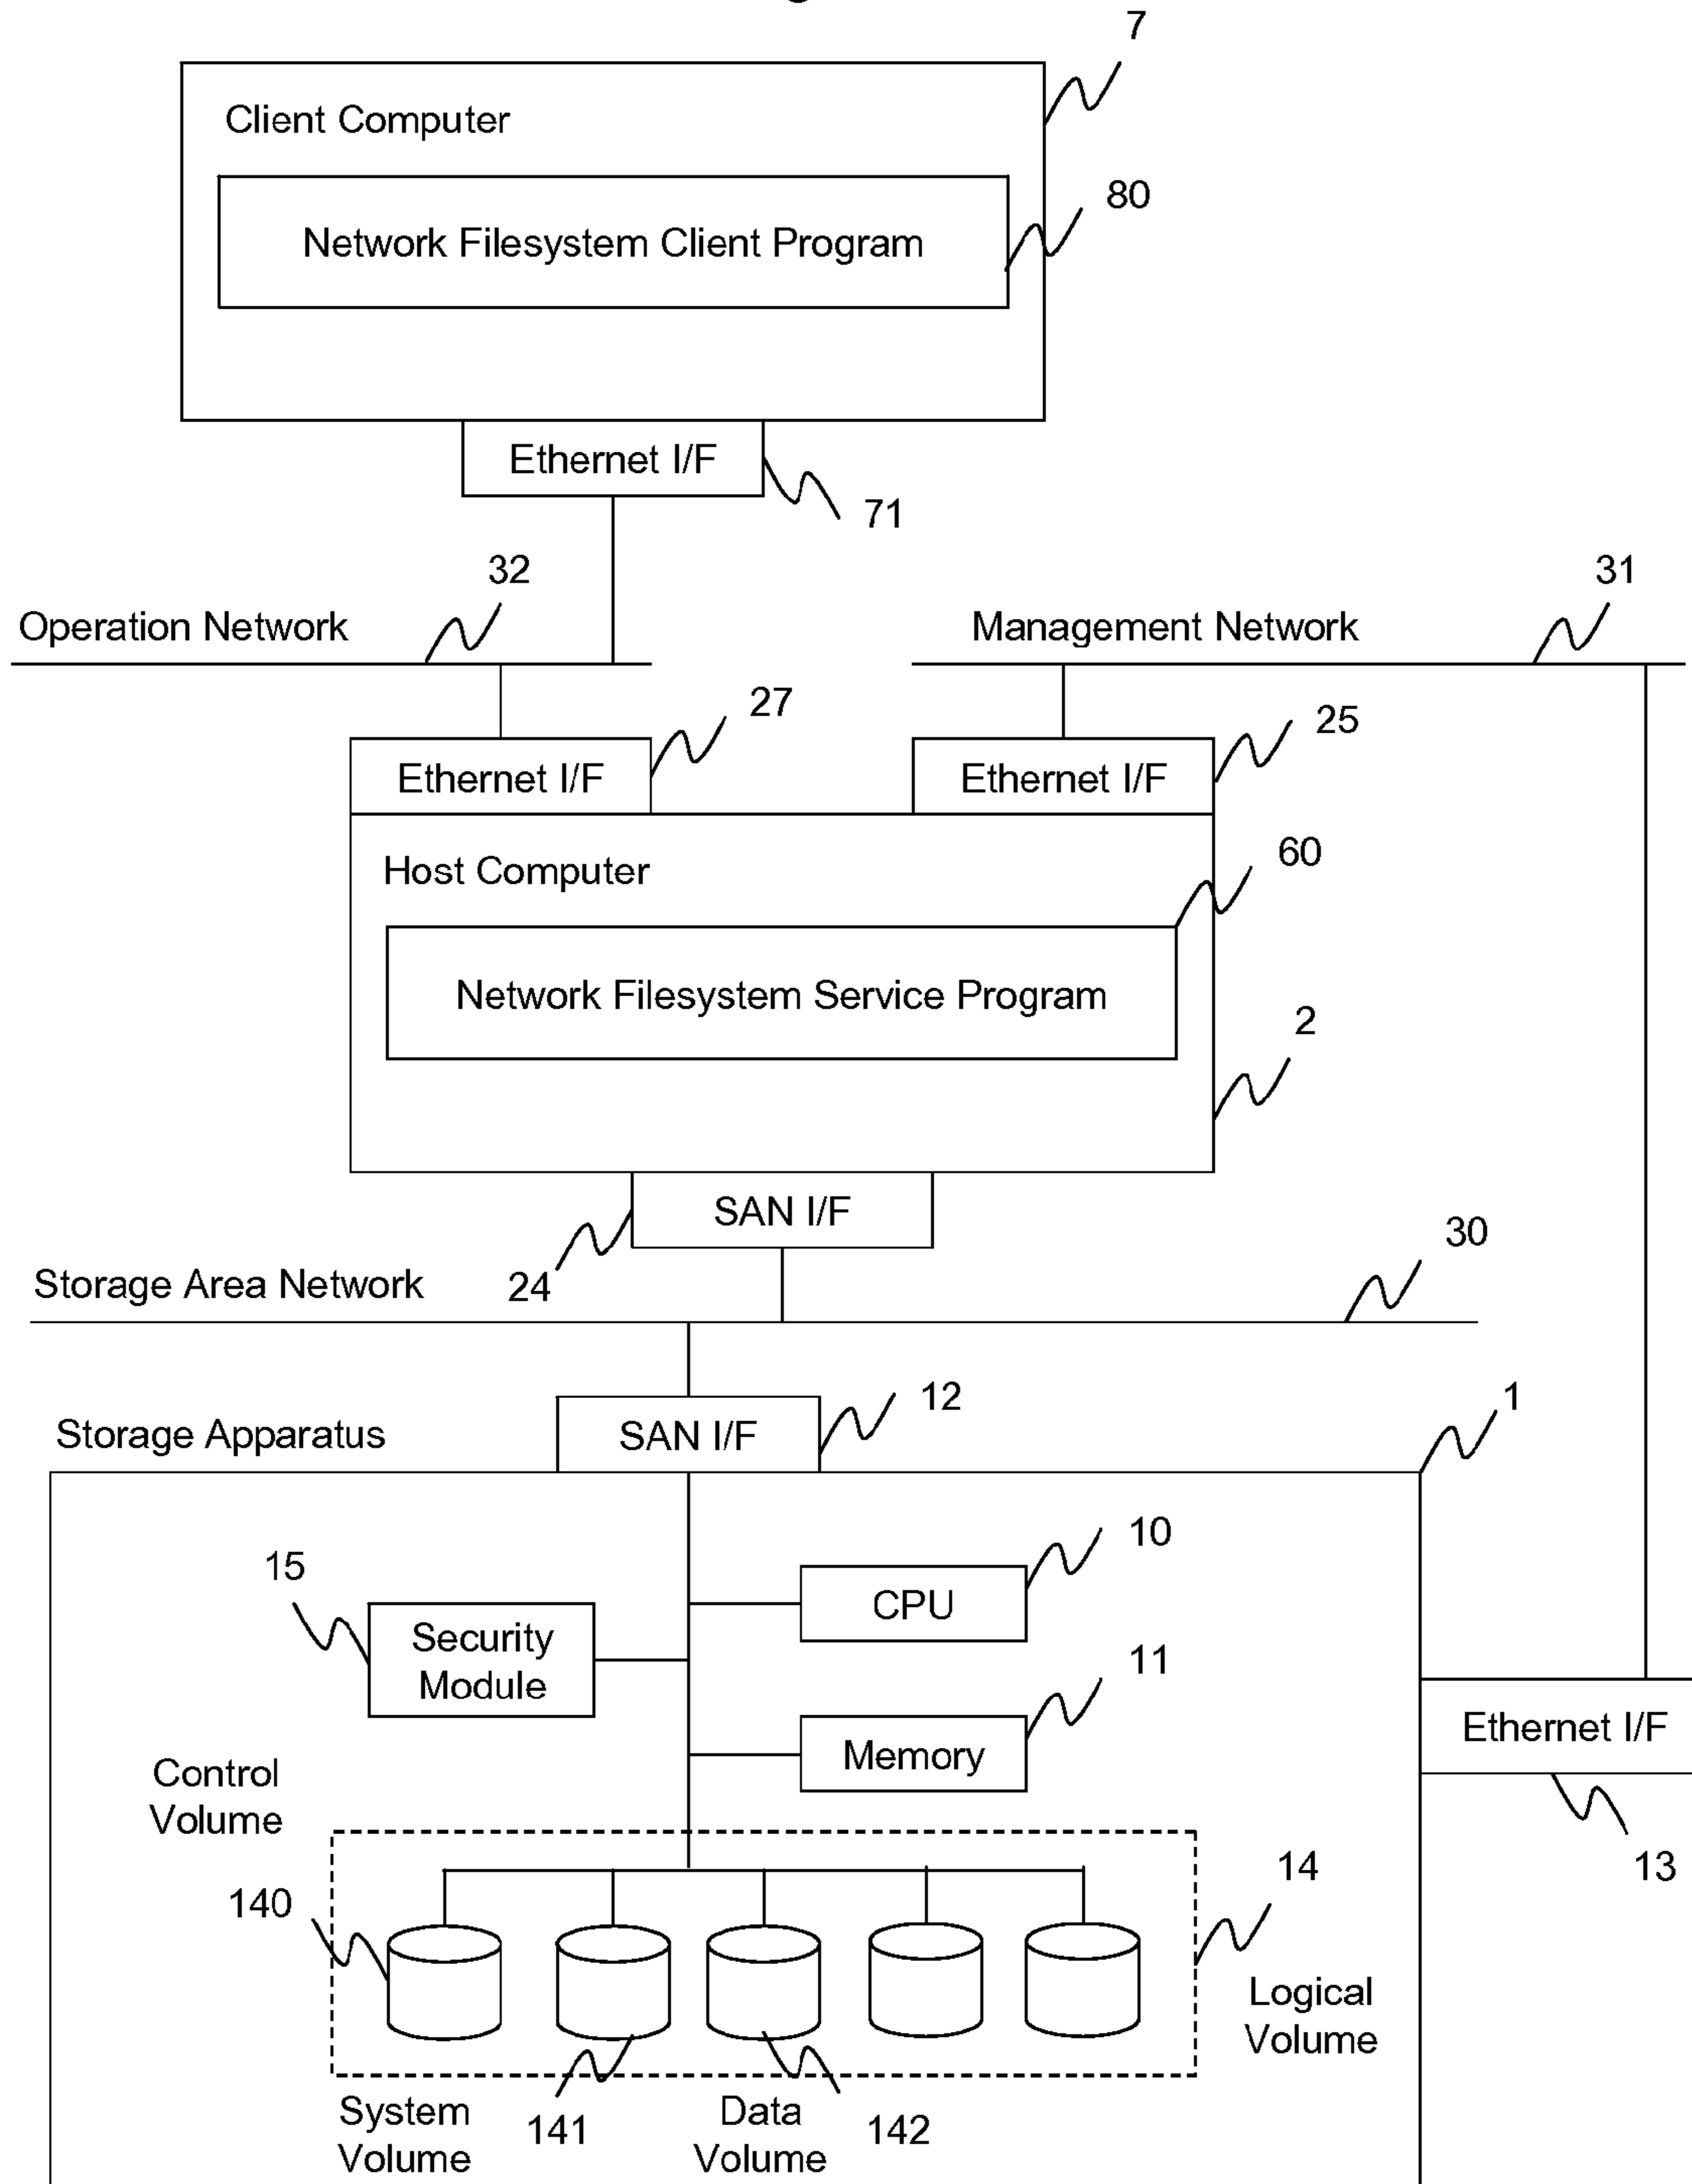 7
Client Computer
80
Network Filesystem Client Program
Ethernet I/F
71
32
31
Operation Network
Management Network
27
25
Ethernet I/F
Ethernet I/F
60
Host Computer
Network Filesystem Service Program
2
SAN I/F
30
24
Storage Area Network
12
1
SAN I/F
Storage Apparatus
10
15
CPU
Security
Module
11
Memory
Ethernet I/F
Control
Volume
13
14
140
Logical
Volume
System
Volume
141
Data
Volume
142